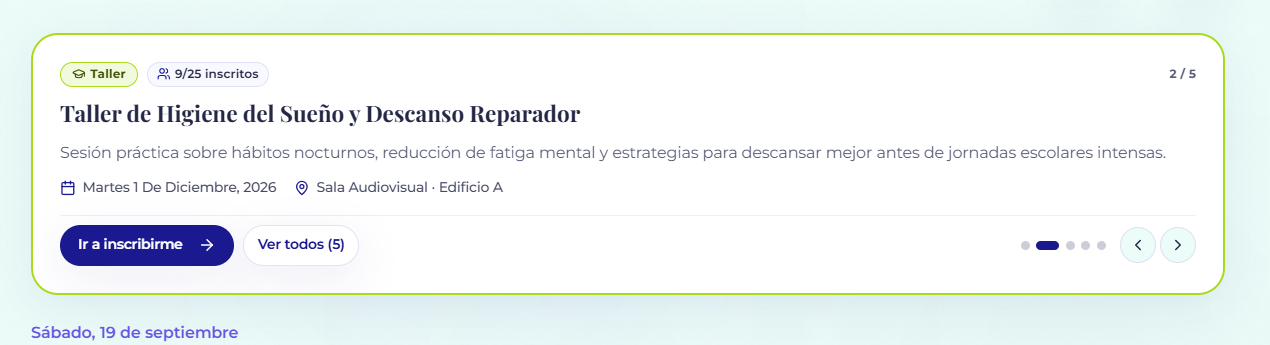 Taller
9/25 inscritos
2 / 5
Taller de Higiene del Sueño y Descanso Reparador
Sesión práctica sobre hábitos nocturnos, reducción de fatiga mental y estrategias para descansar mejor antes de jornadas escolares intensas.
Martes 1 De Diciembre, 2026
Sala Audiovisual · Edificio A
Ir a inscribirme
Ver todos (5)
Sábado, 19 de septiembre